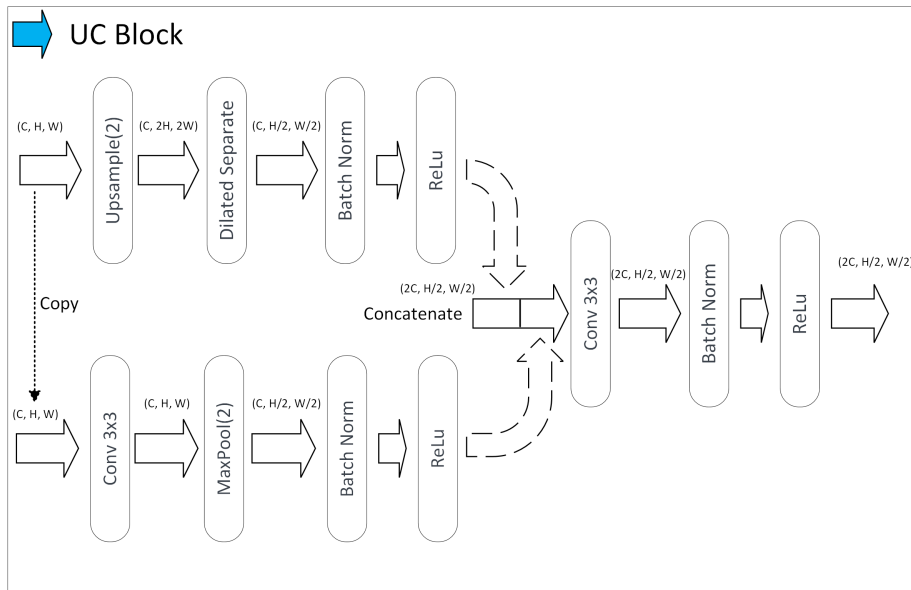 UC Block
(C, H, W)
Upsample(2)
(C, 2H, 2W)
Dilated Separate
(C, H/2, W/2)
Batch Norm
ReLu
Copy
(2C, H/2, W/2)
Concatenate
Conv 3x3
(2C, H/2, W/2)
Batch Norm
ReLu
(2C, H/2, W/2)
(C, H, W)
Conv 3x3
(C, H, W)
MaxPool(2)
(C, H/2, W/2)
Batch Norm
ReLu